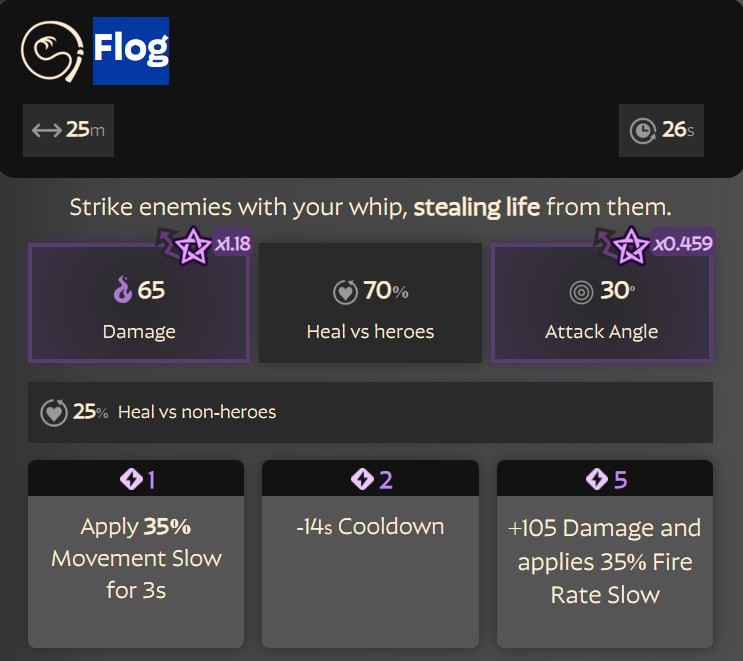 Flog
25m
26s
Strike enemies with your whip, stealing life from them.
x1.18
x0.459
65
70%
30°
Damage
Heal vs heroes
Attack Angle
25% Heal vs non-heroes
1
2
5
Apply 35%
Movement Slow
for 3s
-14s Cooldown
+105 Damage and
applies 35% Fire
Rate Slow